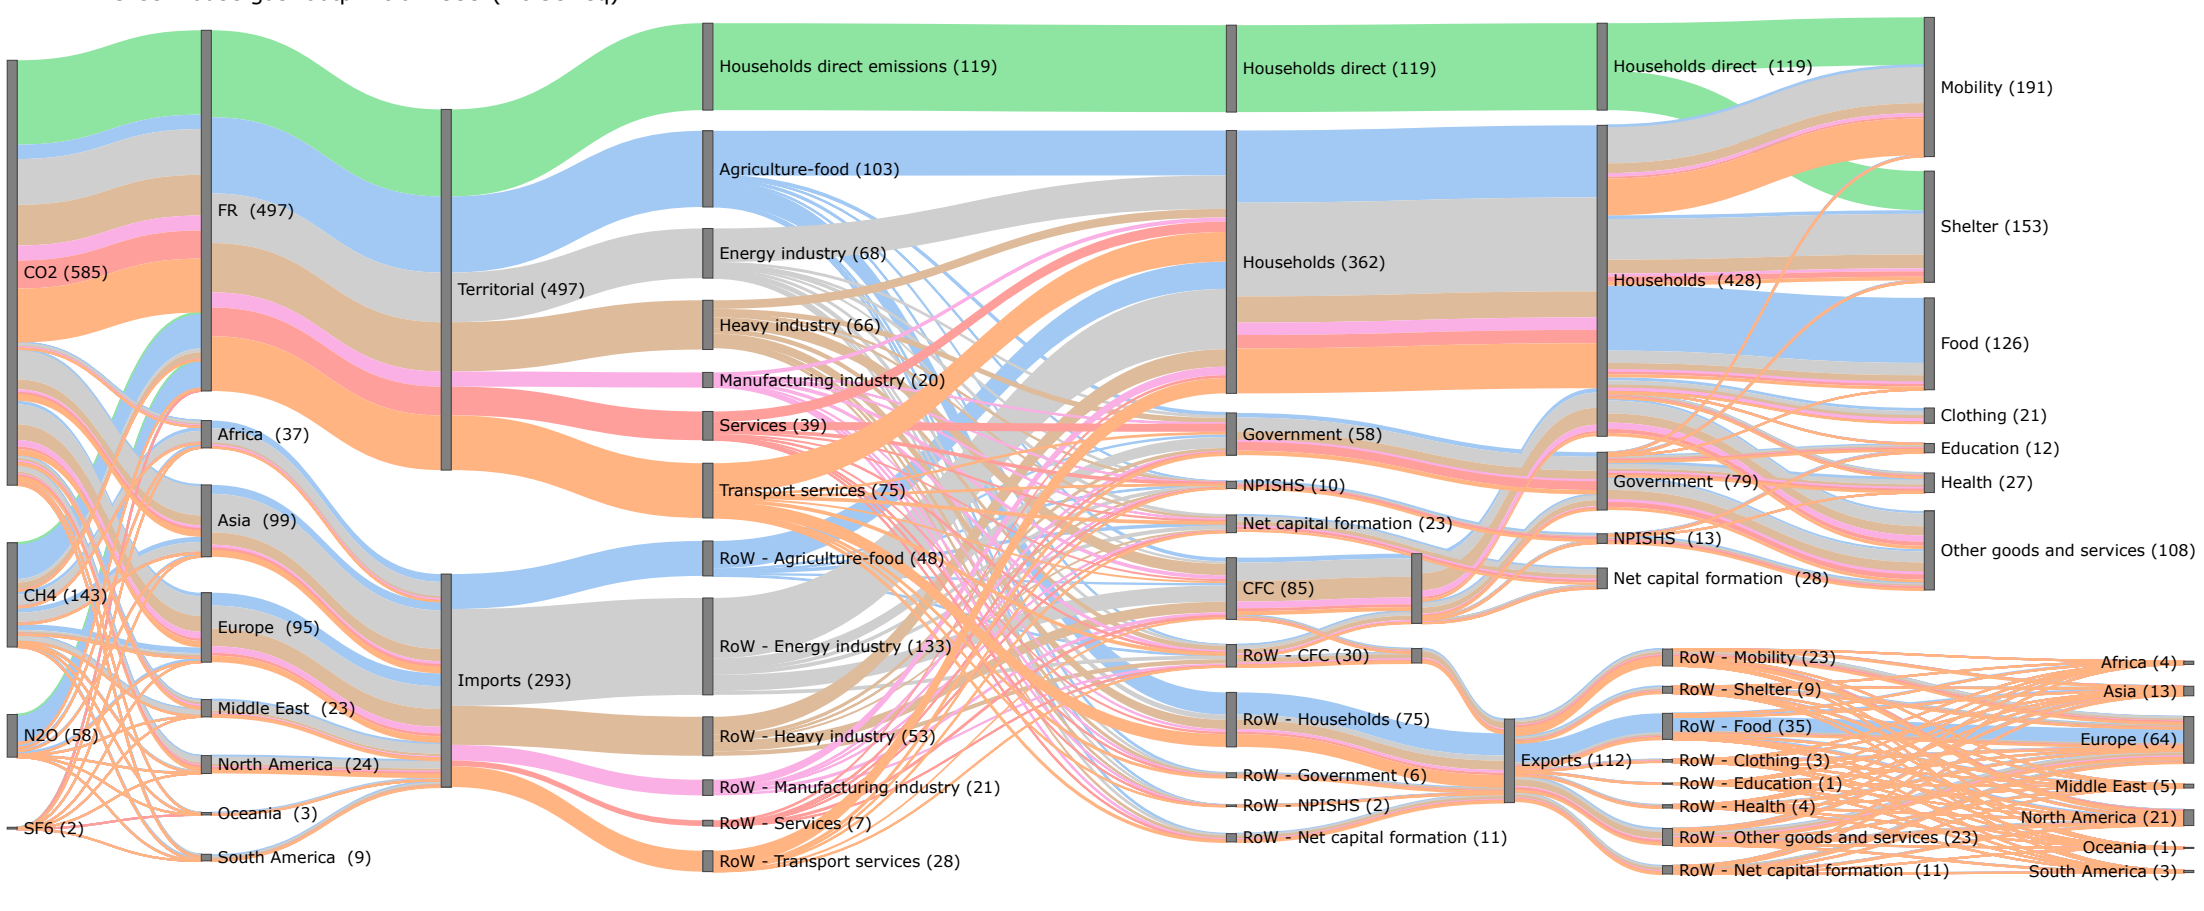 CO2 (585)
CH4 (143)
N2O (58)
SF6 (2)
FR (497)
Africa (37)
Asia (99)
Europe (95)
Middle East (23)
North America (24)
Oceania (3)
South America (9)
Territorial (497)
Imports (293)
Households direct emissions (119)
Agriculture-food (103)
Energy industry (68)
Heavy industry (66)
Manufacturing industry (20)
Services (39)
Transport services (75)
RoW - Agriculture-food (48)
RoW - Energy industry (133)
RoW - Heavy industry (53)
RoW - Manufacturing industry (21)
RoW - Services (7)
RoW - Transport services (28)
Households direct (119)
Households (362)
Government (58)
NPISHS (10)
Net capital formation (23)
CFC (85)
RoW - CFC (30)
RoW - Households (75)
RoW - Government (6)
RoW - NPISHS (2)
RoW - Net capital formation (11)
Exports (112)
Households direct (119)
Households (428)
Government (79)
NPISHS (13)
Net capital formation (28)
RoW - Mobility (23)
RoW - Shelter (9)
RoW - Food (35)
RoW - Clothing (3)
RoW - Education (1)
RoW - Health (4)
RoW - Other goods and services (23)
RoW - Net capital formation (11)
Mobility (191)
Shelter (153)
Food (126)
Clothing (21)
Education (12)
Health (27)
Other goods and services (108)
Africa (4)
Asia (13)
Europe (64)
Middle East (5)
North America (21)
Oceania (1)
South America (3)